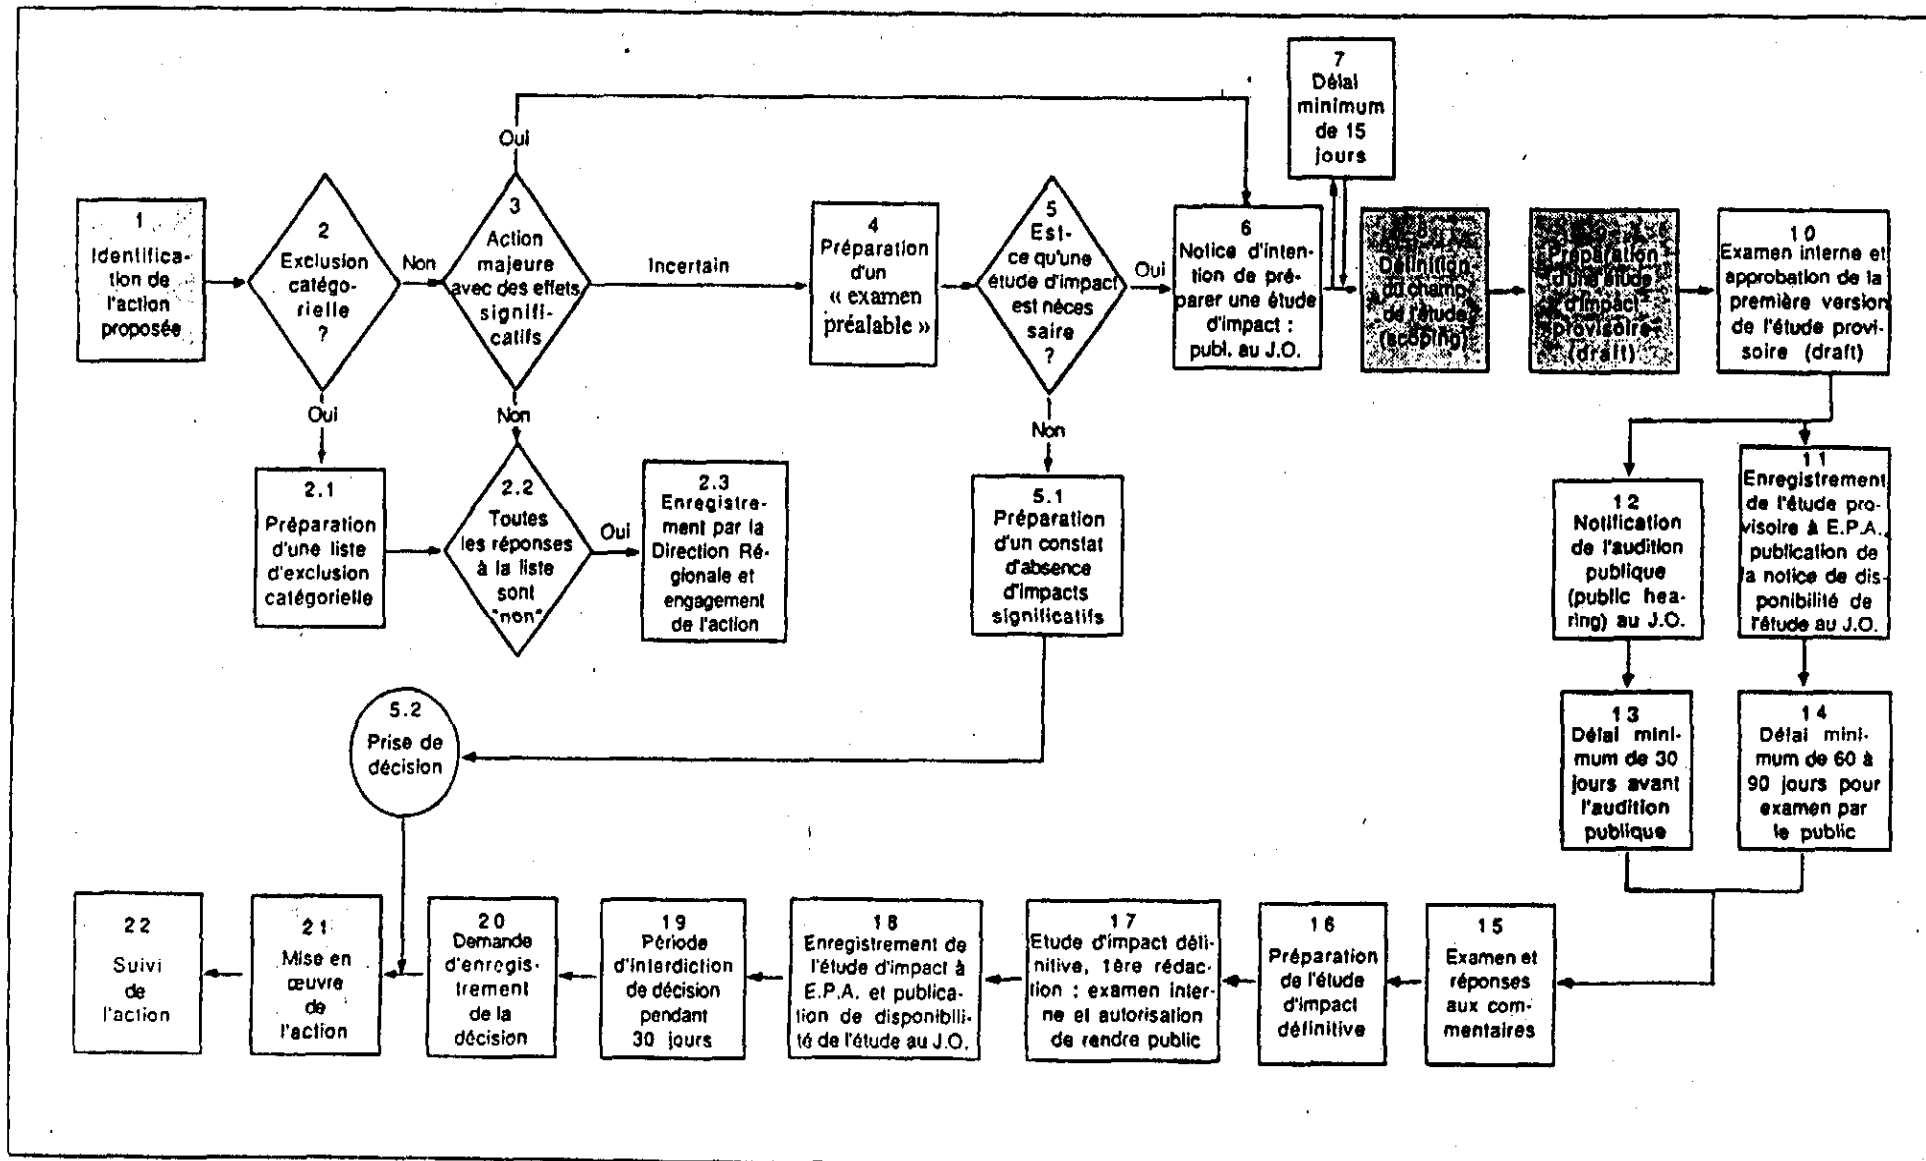 1
Identifica-
tion de
l'action
proposée
2
Exclusion
catégo-
rielle
?
Non
Oui
3
Action
majeure
avec des effets
signifi-
catifs
Oui
Incertain
Non
4
Préparation
d'un
« examen
préalable »
5
Est-
ce qu'une
étude d'impact
est néces
saire
?
Oui
Non
6
Notice d'inten-
tion de pré-
parer une étude
d'impact :
publ. au J.O.
7
Délai
minimum
de 15
jours
Définition
du champ
de l'étude
(scoping)
Préparation
d'une étude
d'impact
provisoire
(draft)
10
Examen interne et
approbation de la
première version
de l'étude provi-
soire (draft)
2.1
Préparation
d'une liste
d'exclusion
catégorielle
2.2
Toutes
les réponses
à la liste
sont
"non"
Oui
2.3
Enregistre-
ment par la
Direction Ré-
gionale et
engagement
de l'action
5.1
Préparation
d'un constat
d'absence
d'impacts
significatifs
12
Notification
de l'audition
publique
(public hea-
ring) au J.O.
11
Enregistrement
de l'étude pro-
visoire à E.P.A.,
publication de
la notice de dis-
ponibilité de
l'étude au J.O.
5.2
Prise de
décision
13
Délai mini-
mum de 30
jours avant
l'audition
publique
14
Délai mini-
mum de 60 à
90 jours pour
examen par
le public
22
Suivi
de
l'action
21
Mise en
œuvre
de
l'action
20
Demande
d'enregis-
trement
de la
décision
19
Période
d'interdiction
de décision
pendant
30 jours
18
Enregistrement de
l'étude d'impact à
E.P.A. et publica-
tion de disponibili-
té de l'étude au J.O.
17
Etude d'impact défi-
nitive, 1ère rédac-
tion : examen inter-
ne et autorisation
de rendre public
16
Préparation
de l'étude
d'impact
définitive
15
Examen et
réponses
aux com-
mentaires